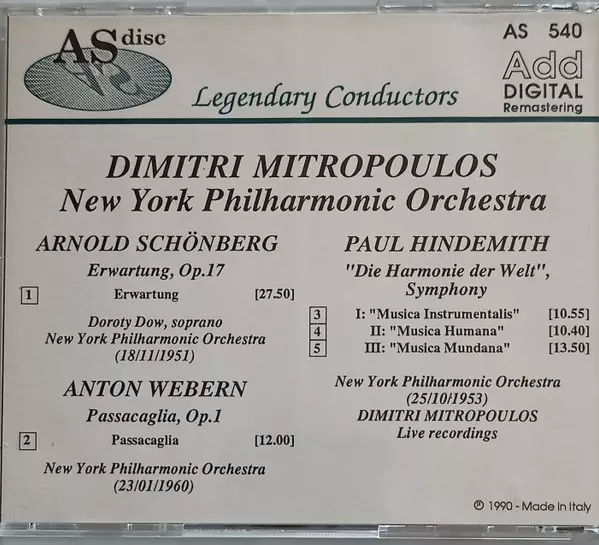 AS disc
AS 540
Add
DIGITAL
Remastering
Legendary Conductors
DIMITRI MITROPOULOS
New York Philharmonic Orchestra
ARNOLD SCHÖNBERG
Erwartung, Op.17
1 Erwartung [27.50]
Doroty Dow, soprano
New York Philharmonic Orchestra
(18/11/1951)
ANTON WEBERN
Passacaglia, Op.1
2 Passacaglia [12.00]
New York Philharmonic Orchestra
(23/01/1960)
PAUL HINDEMITH
"Die Harmonie der Welt",
Symphony
3 I: "Musica Instrumentalis" [10.55]
4 II: "Musica Humana" [10.40]
5 III: "Musica Mundana" [13.50]
New York Philharmonic Orchestra
(25/10/1953)
DIMITRI MITROPOULOS
Live recordings
℗ 1990 - Made in Italy